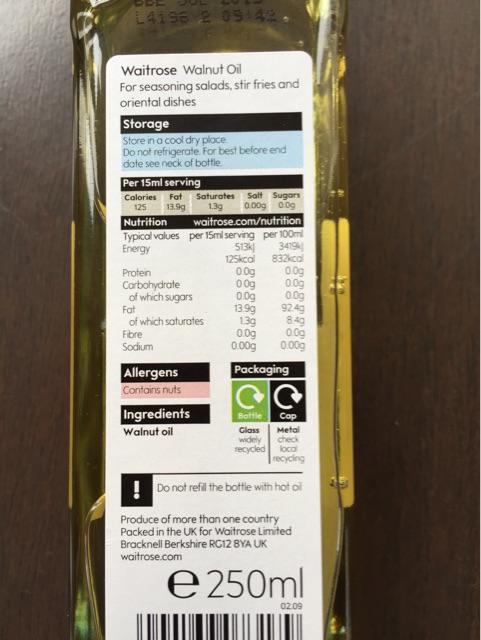 BBE JUL 2015
L4196 2 09:42
Waitrose Walnut Oil
For seasoning salads, stir fries and
oriental dishes
Storage
Store in a cool dry place.
Do not refrigerate. For best before end
date see neck of bottle.
Per 15ml serving
Calories Fat Saturates Salt Sugars
125 13.9g 1.3g 0.00g 0.0g
Nutrition waitrose.com/nutrition
Typical values per 15ml serving per 100ml
Energy 513kJ 3419kJ
125kcal 832kcal
Protein 0.0g 0.0g
Carbohydrate 0.0g 0.0g
of which sugars 0.0g 0.0g
Fat 13.9g 92.4g
of which saturates 1.3g 8.4g
Fibre 0.0g 0.0g
Sodium 0.00g 0.00g
Allergens
Contains nuts
Ingredients
Walnut oil
Packaging
Bottle Cap
Glass Metal
widely check
recycled local
recycling
! Do not refill the bottle with hot oil
Produce of more than one country
Packed in the UK for Waitrose Limited
Bracknell Berkshire RG12 8YA UK
waitrose.com
e 250ml
02.09